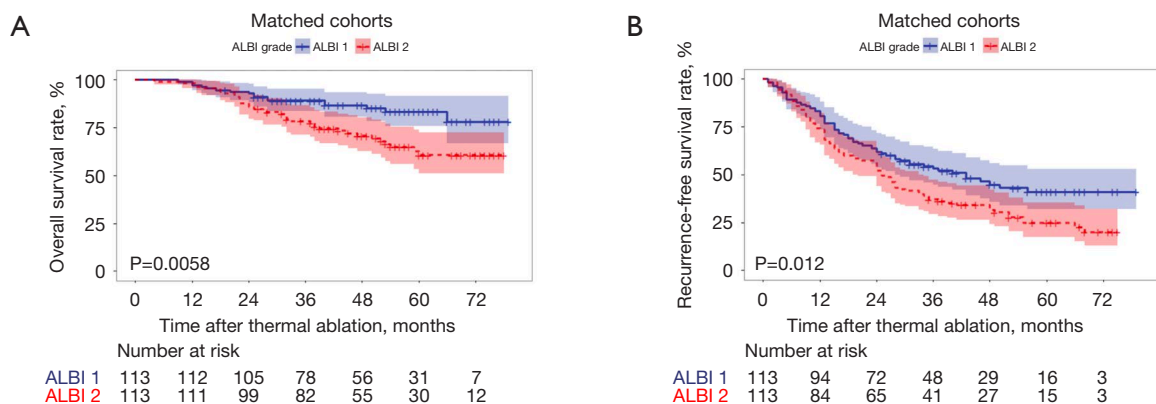 A
Matched cohorts
ALBI grade ALBI 1 ALBI 2
Overall survival rate, %
100
75
50
25
0
P=0.0058
0 12 24 36 48 60 72
Time after thermal ablation, months
Number at risk
ALBI 1 113 112 105 78 56 31 7
ALBI 2 113 111 99 82 55 30 12
B
Matched cohorts
ALBI grade ALBI 1 ALBI 2
Recurrence-free survival rate, %
100
75
50
25
0
P=0.012
0 12 24 36 48 60 72
Time after thermal ablation, months
Number at risk
ALBI 1 113 94 72 48 29 16 3
ALBI 2 113 84 65 41 27 15 3